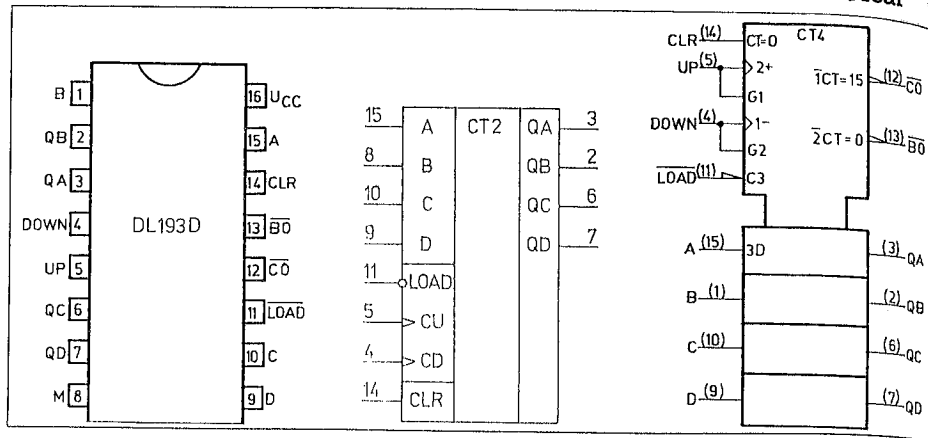 B 1
QB 2
QA 3
DOWN 4
UP 5
QC 6
QD 7
M 8
DL193D
16 UCC
15 A
14 CLR
13 B̅O̅
12 C̅O̅
11 L̅O̅A̅D̅
10 C
9 D
15 A CT2 QA 3
8 B QB 2
10 C QC 6
9 D QD 7
11 LOAD
5 CU
4 CD
14 CLR
CLR (14) CT=0 CT4
UP (5) 2+
G1
1̅CT=15 (12) C̅O̅
DOWN (4) 1-
G2
2̅CT=0 (13) B̅O̅
L̅O̅A̅D̅ (11) C3
A (15) 3D (3) QA
B (1) (2) QB
C (10) (6) QC
D (9) (7) QD